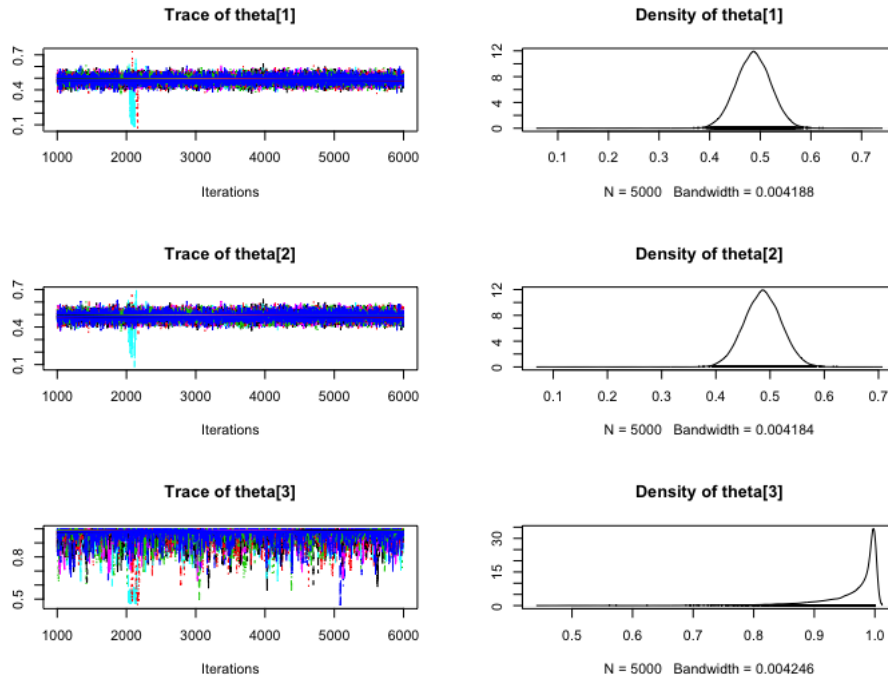 Trace of theta[1]
0.1 0.4 0.7
1000 2000 3000 4000 5000 6000
Iterations
Density of theta[1]
0 4 8 12
0.1 0.2 0.3 0.4 0.5 0.6 0.7
N = 5000 Bandwidth = 0.004188
Trace of theta[2]
0.1 0.4 0.7
1000 2000 3000 4000 5000 6000
Iterations
Density of theta[2]
0 4 8 12
0.1 0.2 0.3 0.4 0.5 0.6 0.7
N = 5000 Bandwidth = 0.004184
Trace of theta[3]
0.5 0.8
1000 2000 3000 4000 5000 6000
Iterations
Density of theta[3]
0 15 30
0.5 0.6 0.7 0.8 0.9 1.0
N = 5000 Bandwidth = 0.004246